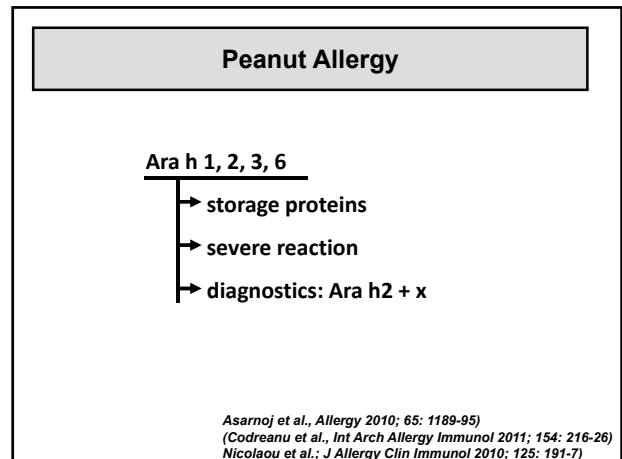 Peanut Allergy
Ara h 1, 2, 3, 6
storage proteins
severe reaction
diagnostics: Ara h2 + x
Asarnoj et al., Allergy 2010; 65: 1189-95)
(Codreanu et al., Int Arch Allergy Immunol 2011; 154: 216-26)
Nicolaou et al.; J Allergy Clin Immunol 2010; 125: 191-7)